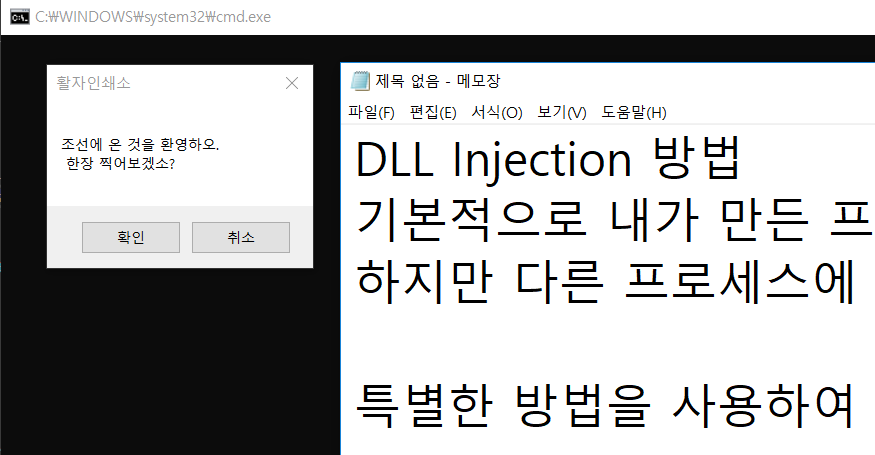 C:₩WINDOWS₩system32₩cmd.exe
활자인쇄소
조선에 온 것을 환영하오.
한장 찍어보겠소?
확인 취소
제목 없음 - 메모장
파일(F) 편집(E) 서식(O) 보기(V) 도움말(H)
DLL Injection 방법
기본적으로 내가 만든 프
하지만 다른 프로세스에
특별한 방법을 사용하여